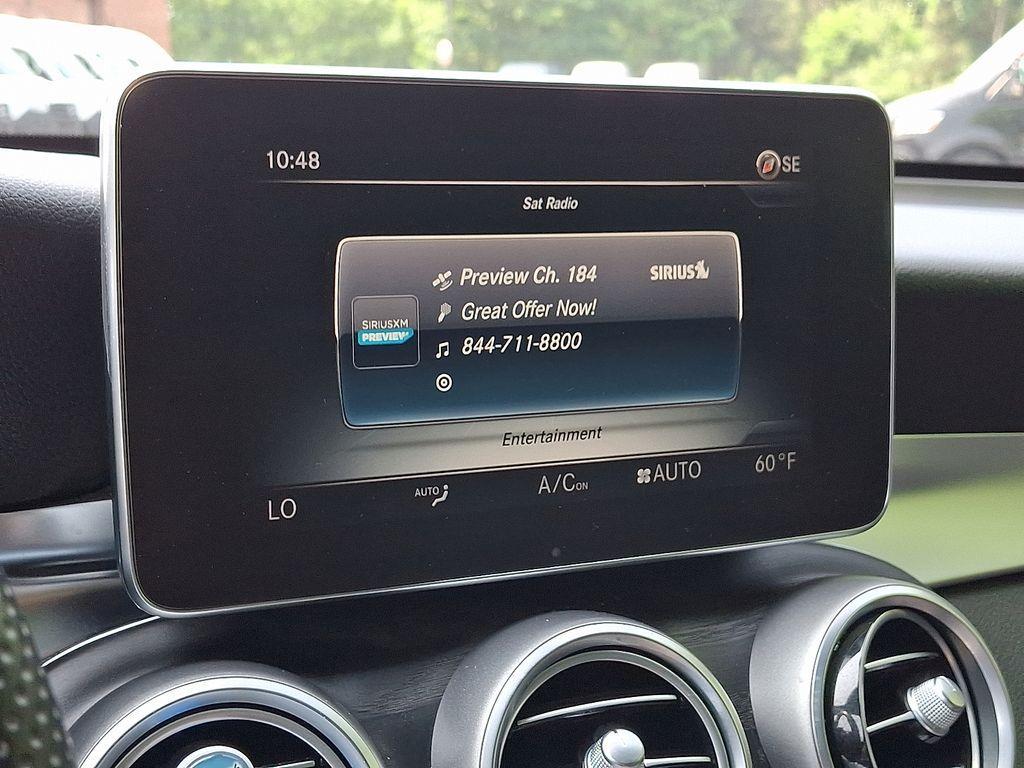 10:48
SE
Sat Radio
Preview Ch. 184
SIRIUS
Great Offer Now!
SIRIUSXM
PREVIEW
844-711-8800
Entertainment
LO
AUTO
A/C ON
AUTO
60°F